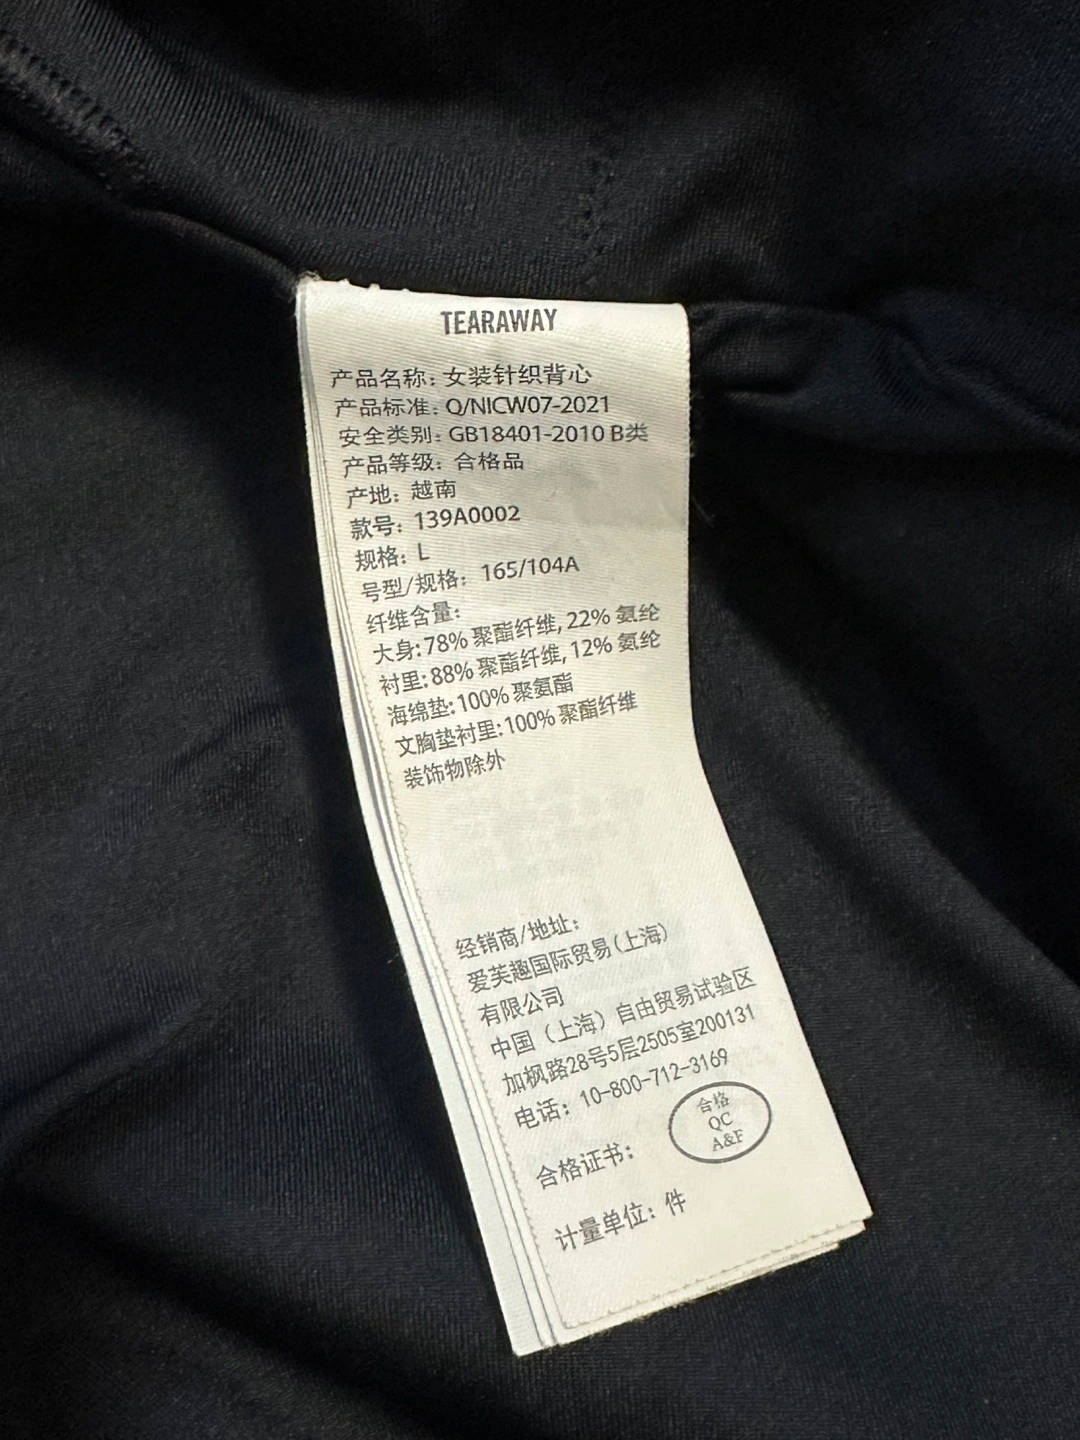 TEARAWAY
产品名称: 女装针织背心
产品标准: Q/NICW07-2021
安全类别: GB18401-2010 B类
产品等级: 合格品
产地: 越南
款号: 139A0002
规格: L
号型/规格: 165/104A
纤维含量:
大身:78% 聚酯纤维, 22% 氨纶
衬里:88% 聚酯纤维, 12% 氨纶
海绵垫:100% 聚氨酯
文胸垫衬里:100% 聚酯纤维
装饰物除外
经销商/地址:
爱芙趣国际贸易(上海)
有限公司
中国（上海）自由贸易试验区
加枫路28号5层2505室200131
电话: 10-800-712-3169
合格证书:
合格
QC
A&F
计量单位: 件